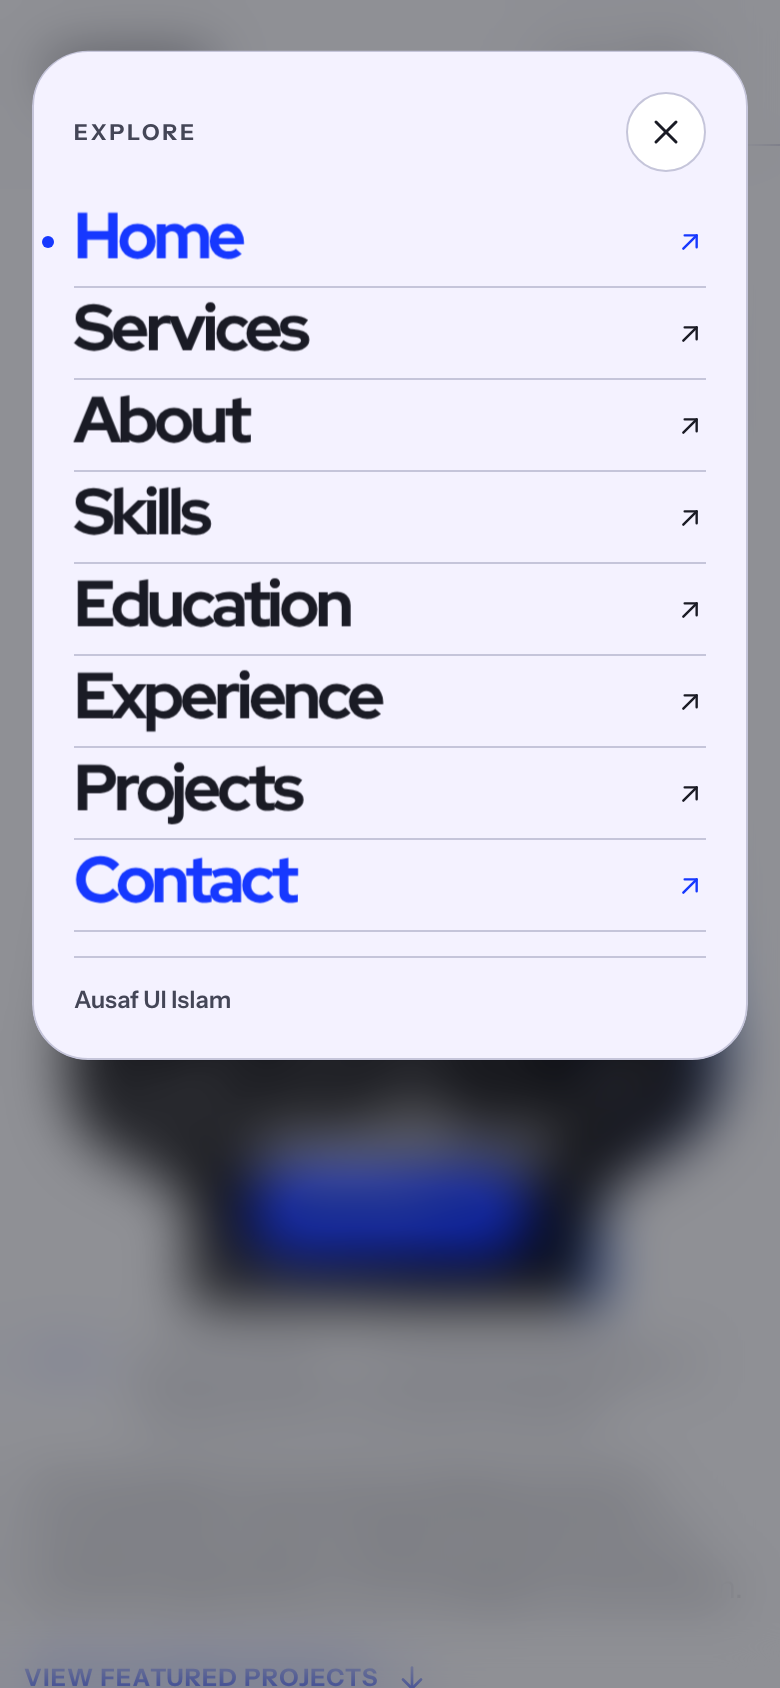 EXPLORE
Home
Services
About
Skills
Education
Experience
Projects
Contact
Ausaf Ul Islam
VIEW FEATURED PROJECTS